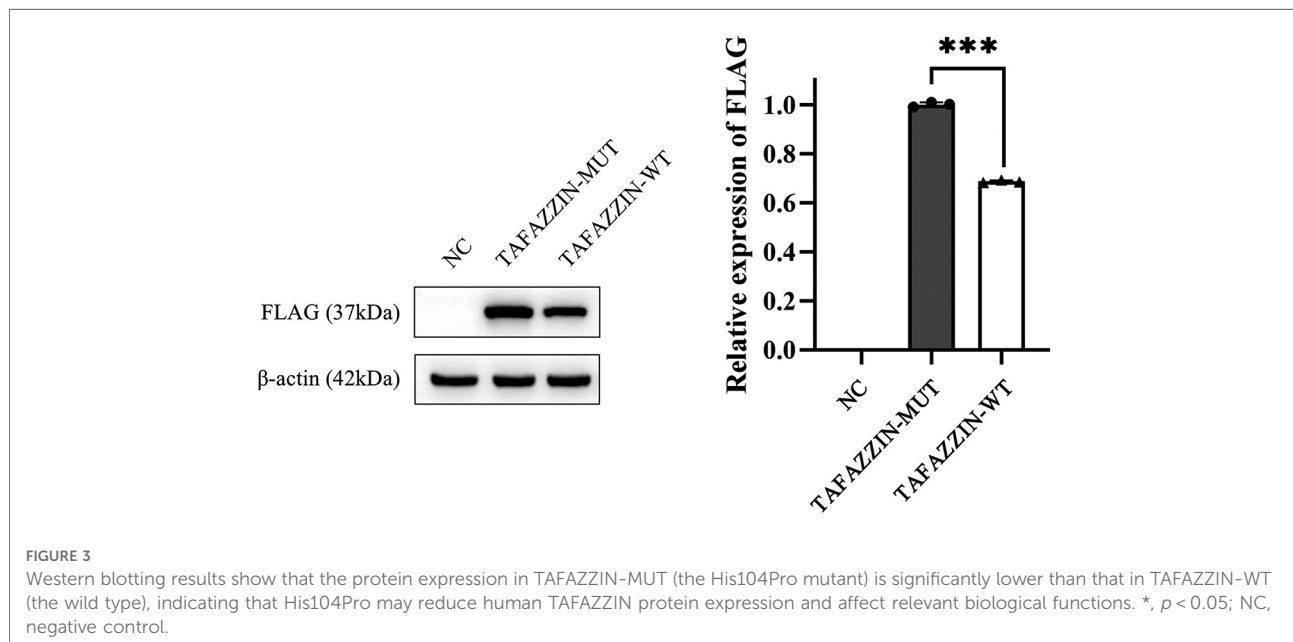 NC
TAFAZZIN-MUT
TAFAZZIN-WT
FLAG (37kDa)
β-actin (42kDa)
Relative expression of FLAG
***
1.0
0.8
0.6
0.4
0.2
0.0
NC
TAFAZZIN-MUT
TAFAZZIN-WT
FIGURE 3
Western blotting results show that the protein expression in TAFAZZIN-MUT (the His104Pro mutant) is significantly lower than that in TAFAZZIN-WT
(the wild type), indicating that His104Pro may reduce human TAFAZZIN protein expression and affect relevant biological functions. *, p < 0.05; NC,
negative control.